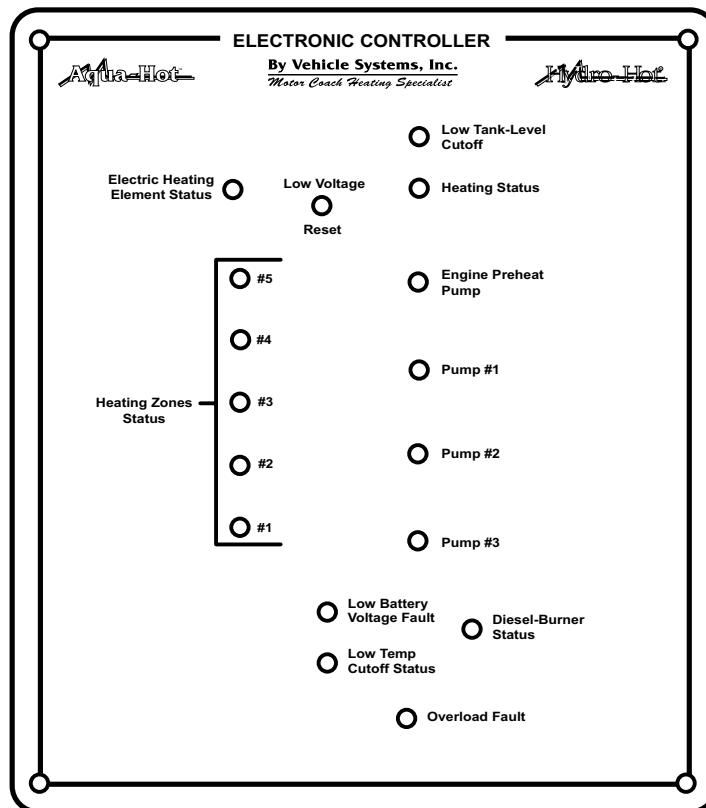 ELECTRONIC CONTROLLER
Aqua-Hot™
By Vehicle Systems, Inc.
Motor Coach Heating Specialist
Hydro-Hot™
Low Tank-Level
Cutoff
Electric Heating
Element Status
Low Voltage
Reset
Heating Status
#5
Engine Preheat
Pump
#4
Pump #1
Heating Zones
Status
#3
#2
Pump #2
#1
Pump #3
Low Battery
Voltage Fault
Diesel-Burner
Status
Low Temp
Cutoff Status
Overload Fault